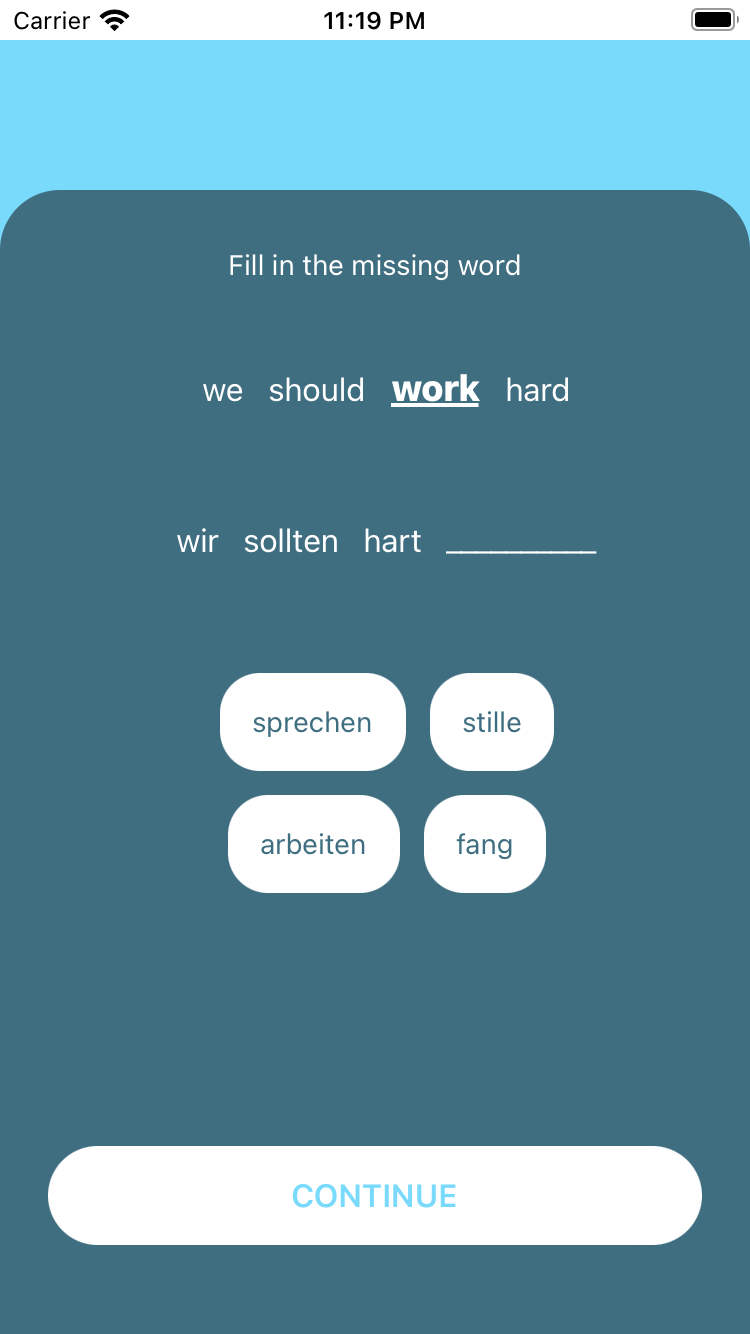 Carrier 11:19 PM
Fill in the missing word
we should work hard
wir sollten hart __________
sprechen stille
arbeiten fang
CONTINUE